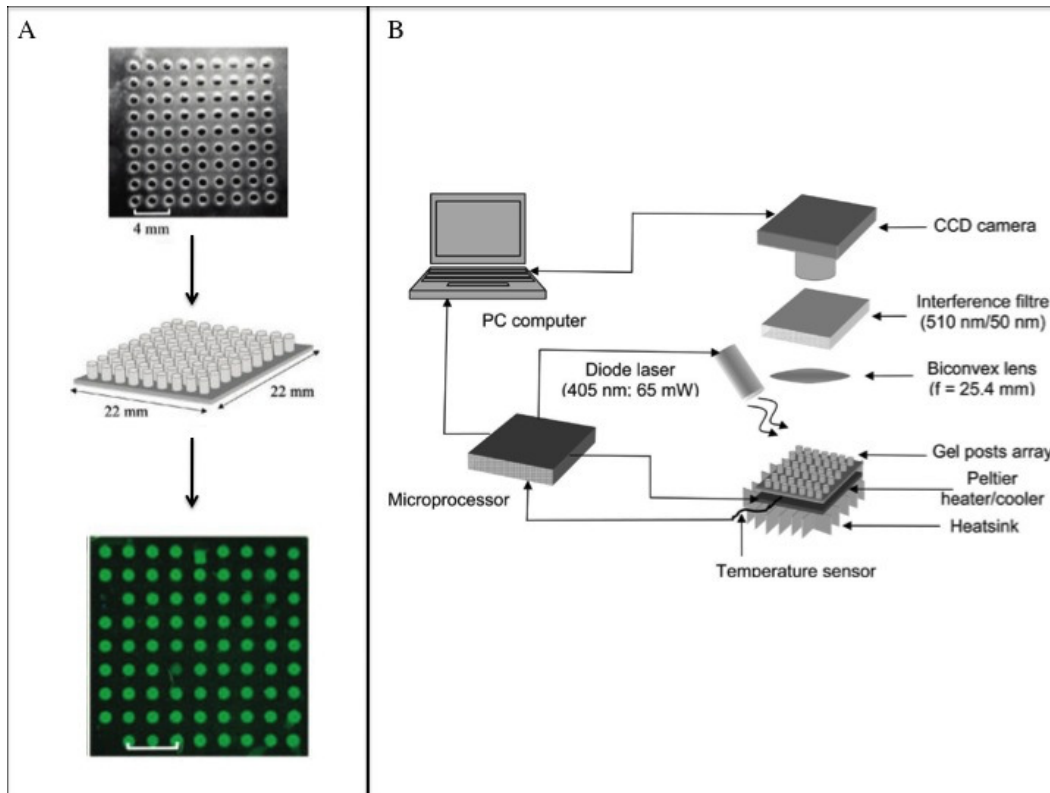 A
4 mm
22 mm
22 mm
B
CCD camera
Interference filtre
(510 nm/50 nm)
PC computer
Diode laser
(405 nm: 65 mW)
Biconvex lens
(f = 25.4 mm)
Gel posts array
Peltier
heater/cooler
Microprocessor
Heatsink
Temperature sensor